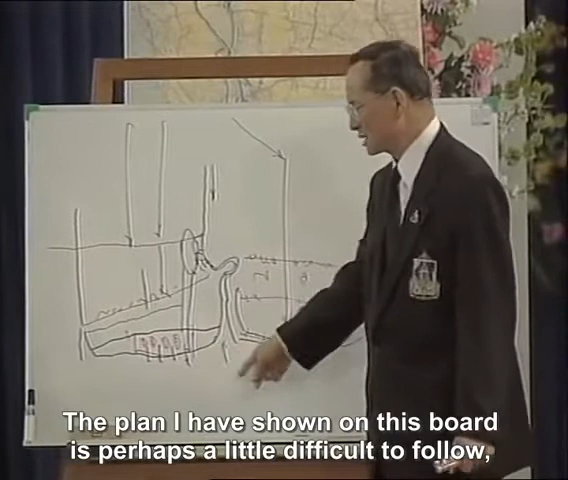 The plan I have shown on this board
is perhaps a little difficult to follow,